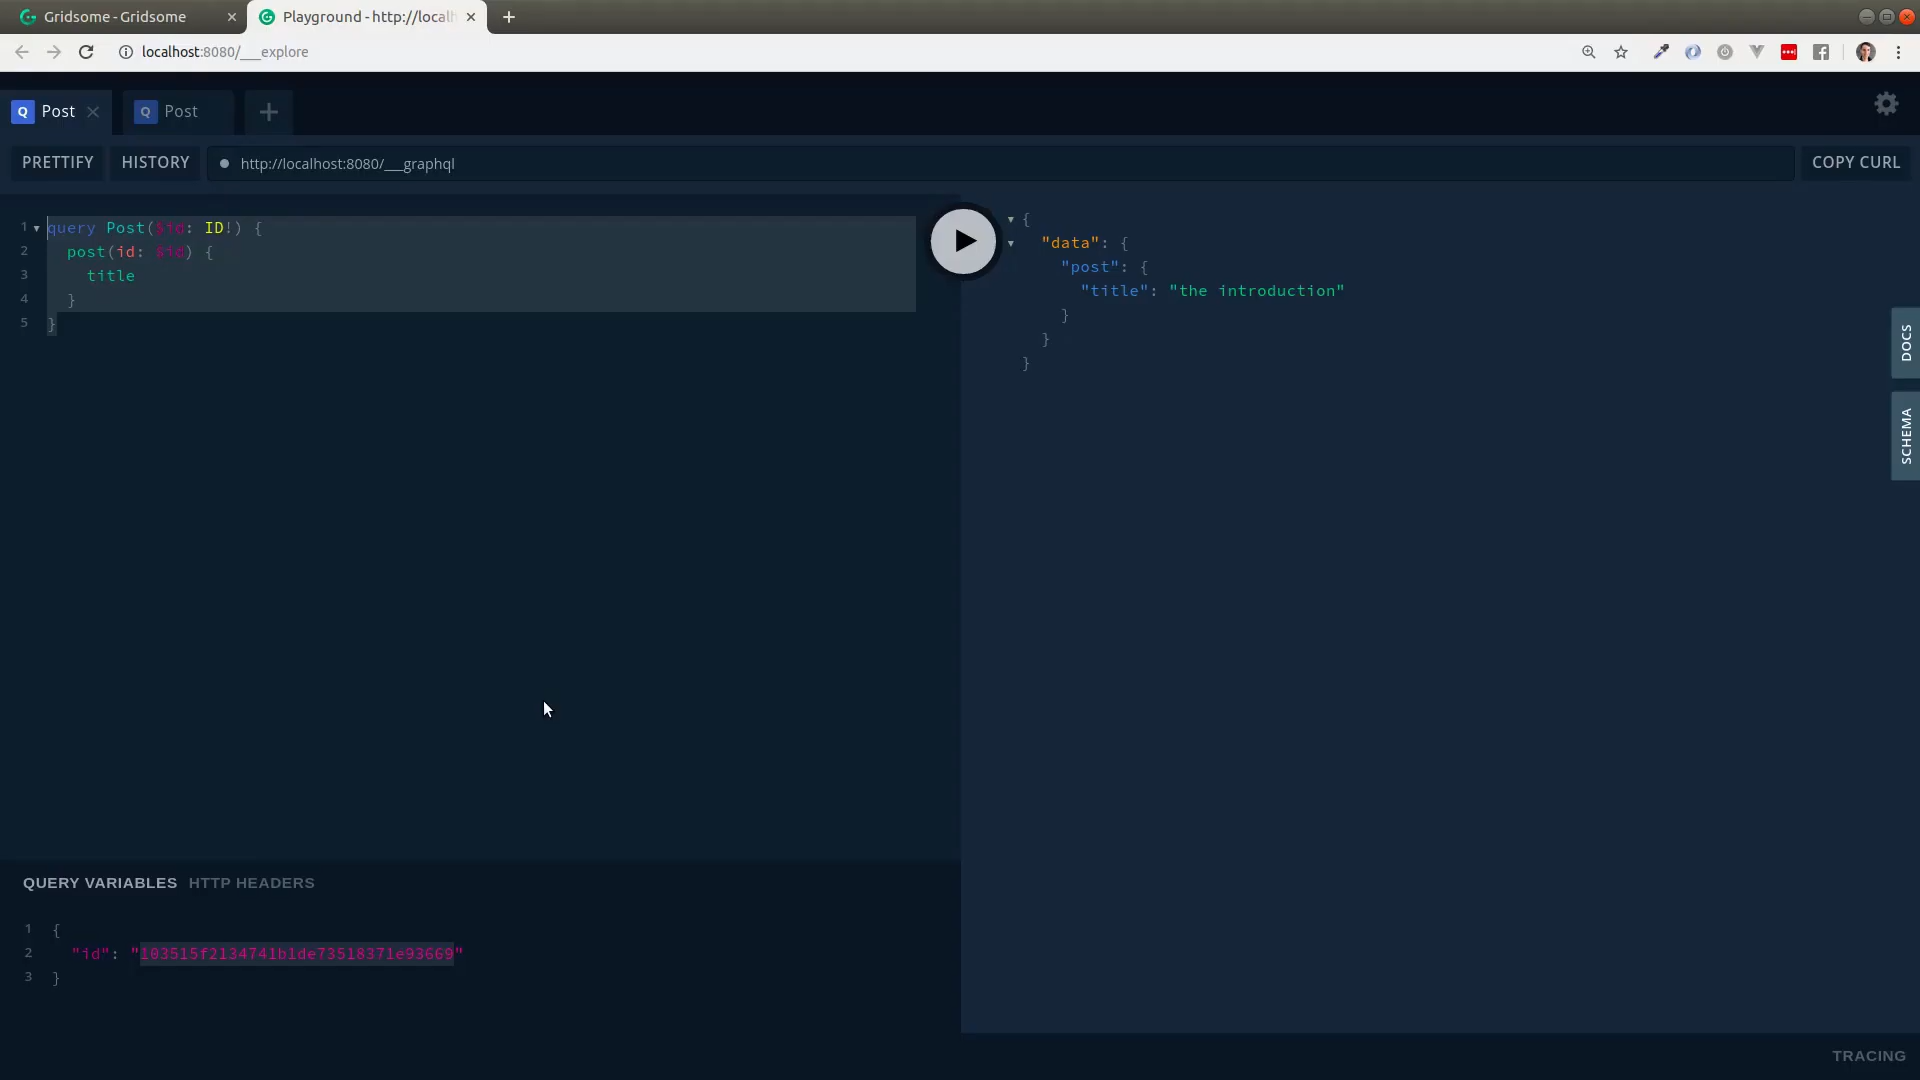 Gridsome - Gridsome
Playground - http://local
localhost:8080/___explore
Q Post
Q Post
PRETTIFY
HISTORY
http://localhost:8080/___graphql
COPY CURL
1 query Post($id: ID!) {
2 post(id: $id) {
3 title
4 }
5 }
{
"data": {
"post": {
"title": "the introduction"
}
}
}
DOCS
SCHEMA
QUERY VARIABLES HTTP HEADERS
1 {
2 "id": "103515f2134741b1de73518371e93669"
3 }
TRACING